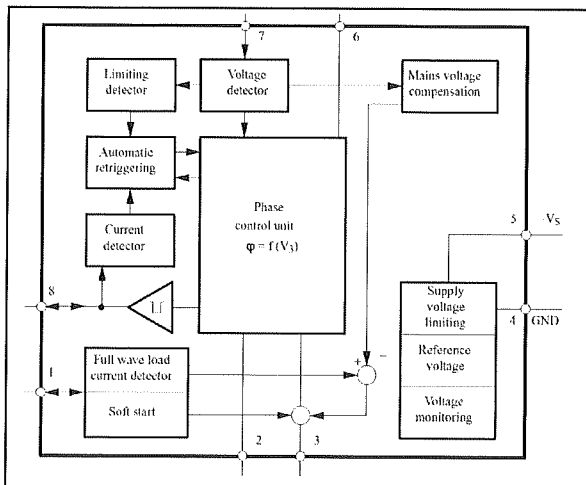 7
6
Limiting
detector
Voltage
detector
Mains voltage
compensation
Automatic
retriggering
Phase
control unit
φ = f (V3)
Current
detector
5
-VS
8
Supply
voltage
limiting
4
GND
Full wave load
current detector
+
−
Reference
voltage
1
Soft start
Voltage
monitoring
2
3